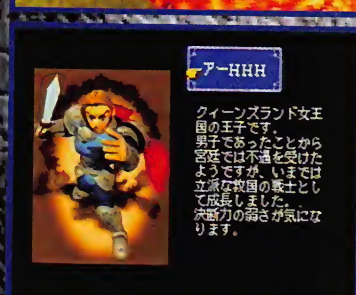 アーHHH
クィーンズランド女王
国の王子です。
男子であったことから
宮廷では不遇を受けた
ようですが、いまでは
立派な救国の戦士とし
て成長しました。
決断力の弱さが気にな
ります。